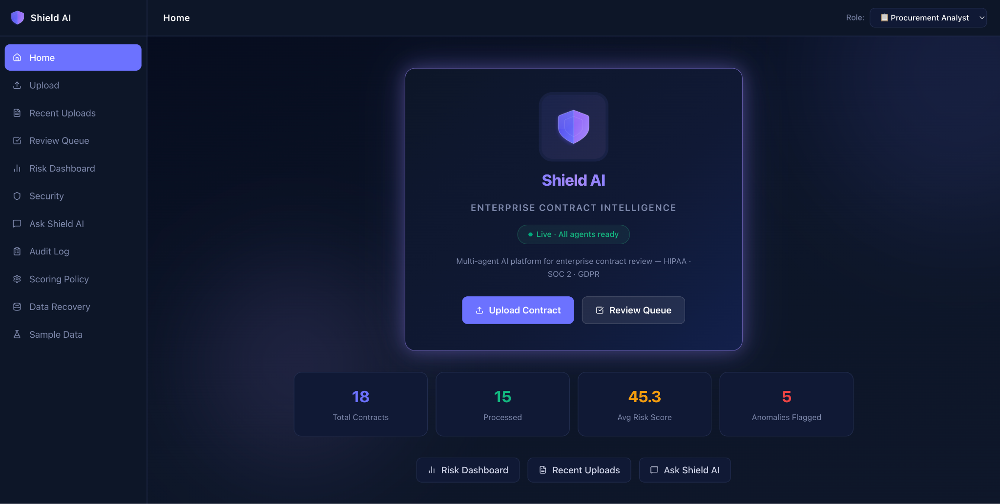 Shield AI
Home
Role:
Procurement Analyst
Home
Upload
Recent Uploads
Review Queue
Risk Dashboard
Security
Ask Shield AI
Audit Log
Scoring Policy
Data Recovery
Sample Data
Shield AI
ENTERPRISE CONTRACT INTELLIGENCE
Live · All agents ready
Multi-agent AI platform for enterprise contract review — HIPAA ·
SOC 2 · GDPR
Upload Contract
Review Queue
18
Total Contracts
15
Processed
45.3
Avg Risk Score
5
Anomalies Flagged
Risk Dashboard
Recent Uploads
Ask Shield AI